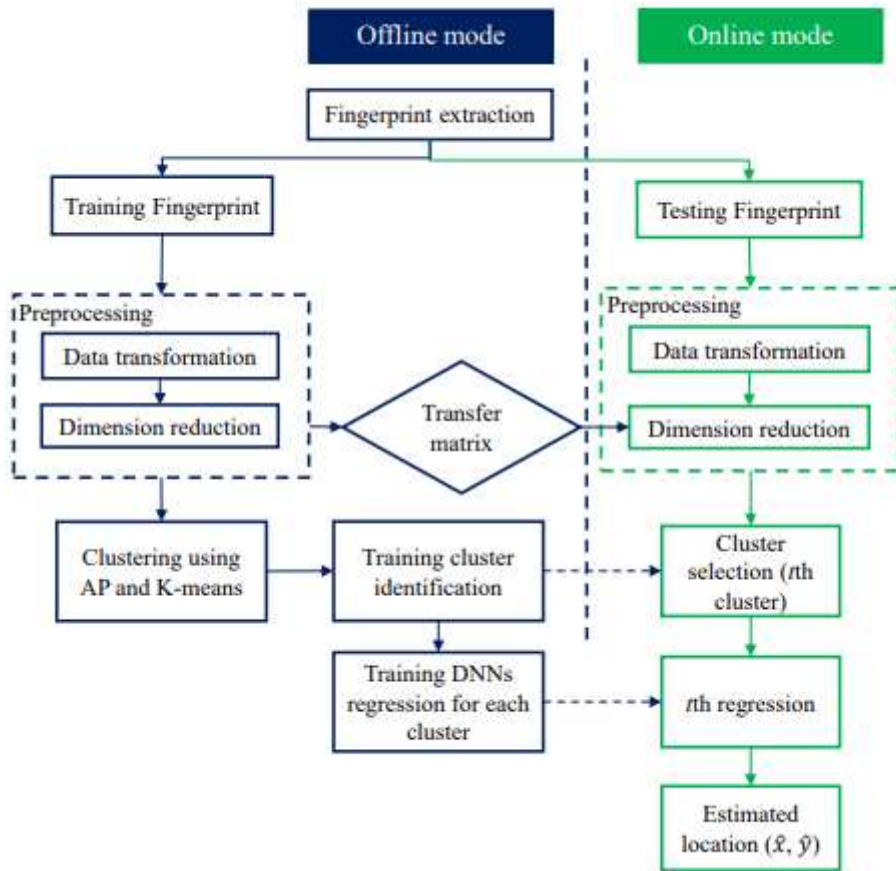 Offline mode
Online mode
Fingerprint extraction
Training Fingerprint
Testing Fingerprint
Preprocessing
Data transformation
Dimension reduction
Transfer
matrix
Preprocessing
Data transformation
Dimension reduction
Clustering using
AP and K-means
Training cluster
identification
Cluster
selection (tth
cluster)
Training DNNs
regression for each
cluster
tth regression
Estimated
location (x̂, ŷ)